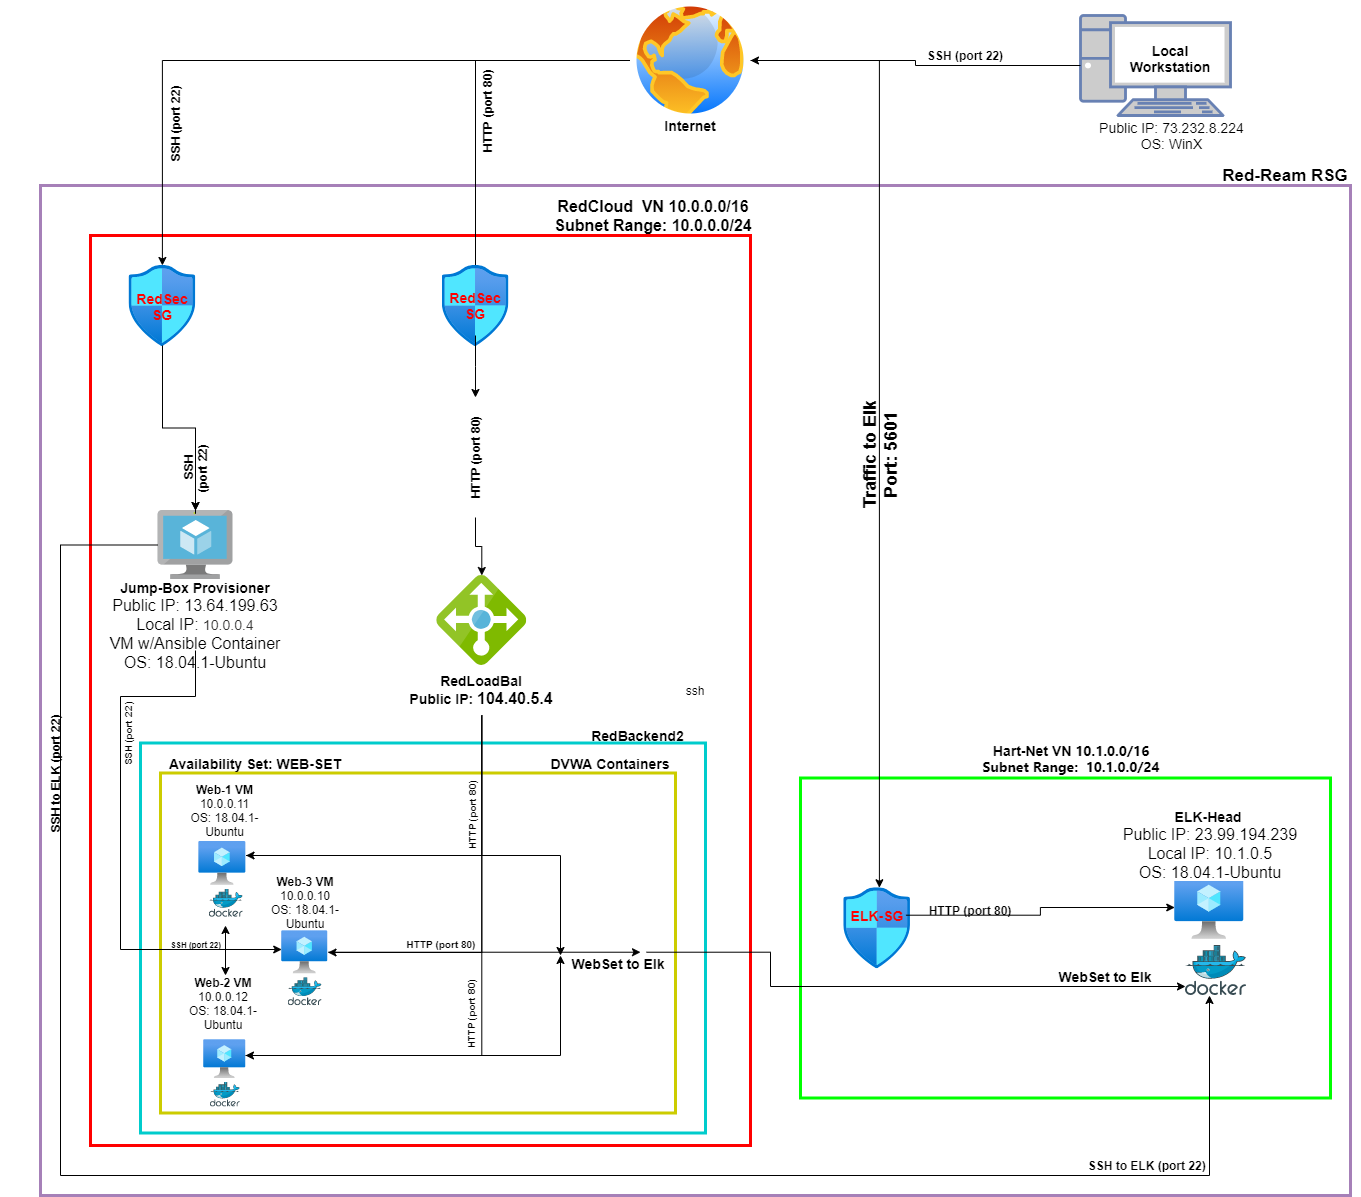 SSH (port 22)
Local
Workstation
Internet
Public IP: 73.232.8.224
OS: WinX
SSH (port 22)
HTTP (port 80)
Red-Ream RSG
RedCloud  VN 10.0.0.0/16
Subnet Range: 10.0.0.0/24
RedSec
SG
RedSec
SG
SSH
(port 22)
HTTP (port 80)
Traffic to Elk
Port: 5601
Jump-Box Provisioner
Public IP: 13.64.199.63
Local IP: 10.0.0.4
VM w/Ansible Container
OS: 18.04.1-Ubuntu
RedLoadBal
Public IP: 104.40.5.4
ssh
SSH (port 22)
SSH to ELK (port 22)
RedBackend2
Availability Set: WEB-SET
DVWA Containers
Web-1 VM
10.0.0.11
OS: 18.04.1-
Ubuntu
docker
HTTP (port 80)
Web-3 VM
10.0.0.10
OS: 18.04.1-
Ubuntu
docker
SSH (port 22)
HTTP (port 80)
WebSet to Elk
Web-2 VM
10.0.0.12
OS: 18.04.1-
Ubuntu
docker
HTTP (port 80)
Hart-Net VN 10.1.0.0/16
Subnet Range:  10.1.0.0/24
ELK-Head
Public IP: 23.99.194.239
Local IP: 10.1.0.5
OS: 18.04.1-Ubuntu
ELK-SG
HTTP (port 80)
WebSet to Elk
docker
SSH to ELK (port 22)